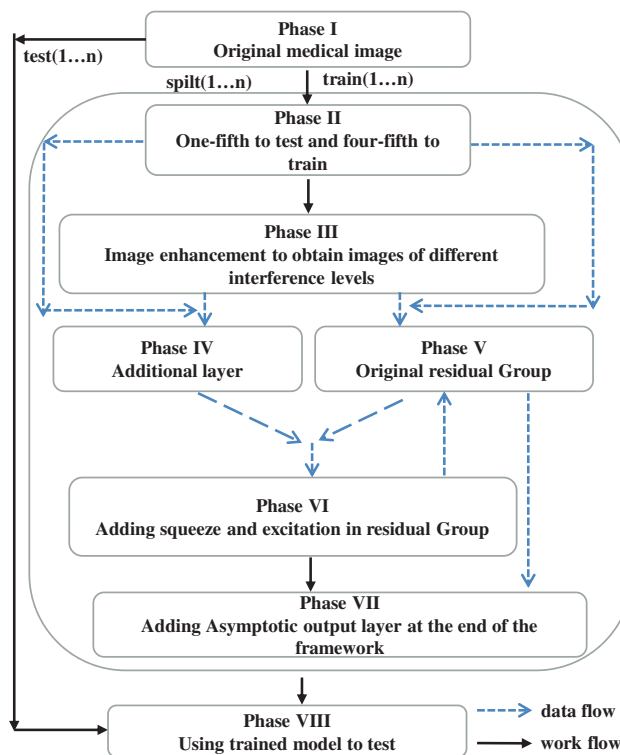 Phase I
Original medical image
test(1…n)
spilt(1…n)
train(1…n)
Phase II
One-fifth to test and four-fifth to
train
Phase III
Image enhancement to obtain images of different
interference levels
Phase IV
Additional layer
Phase V
Original residual Group
Phase VI
Adding squeeze and excitation in residual Group
Phase VII
Adding Asymptotic output layer at the end of the
framework
Phase VIII
Using trained model to test
data flow
work flow